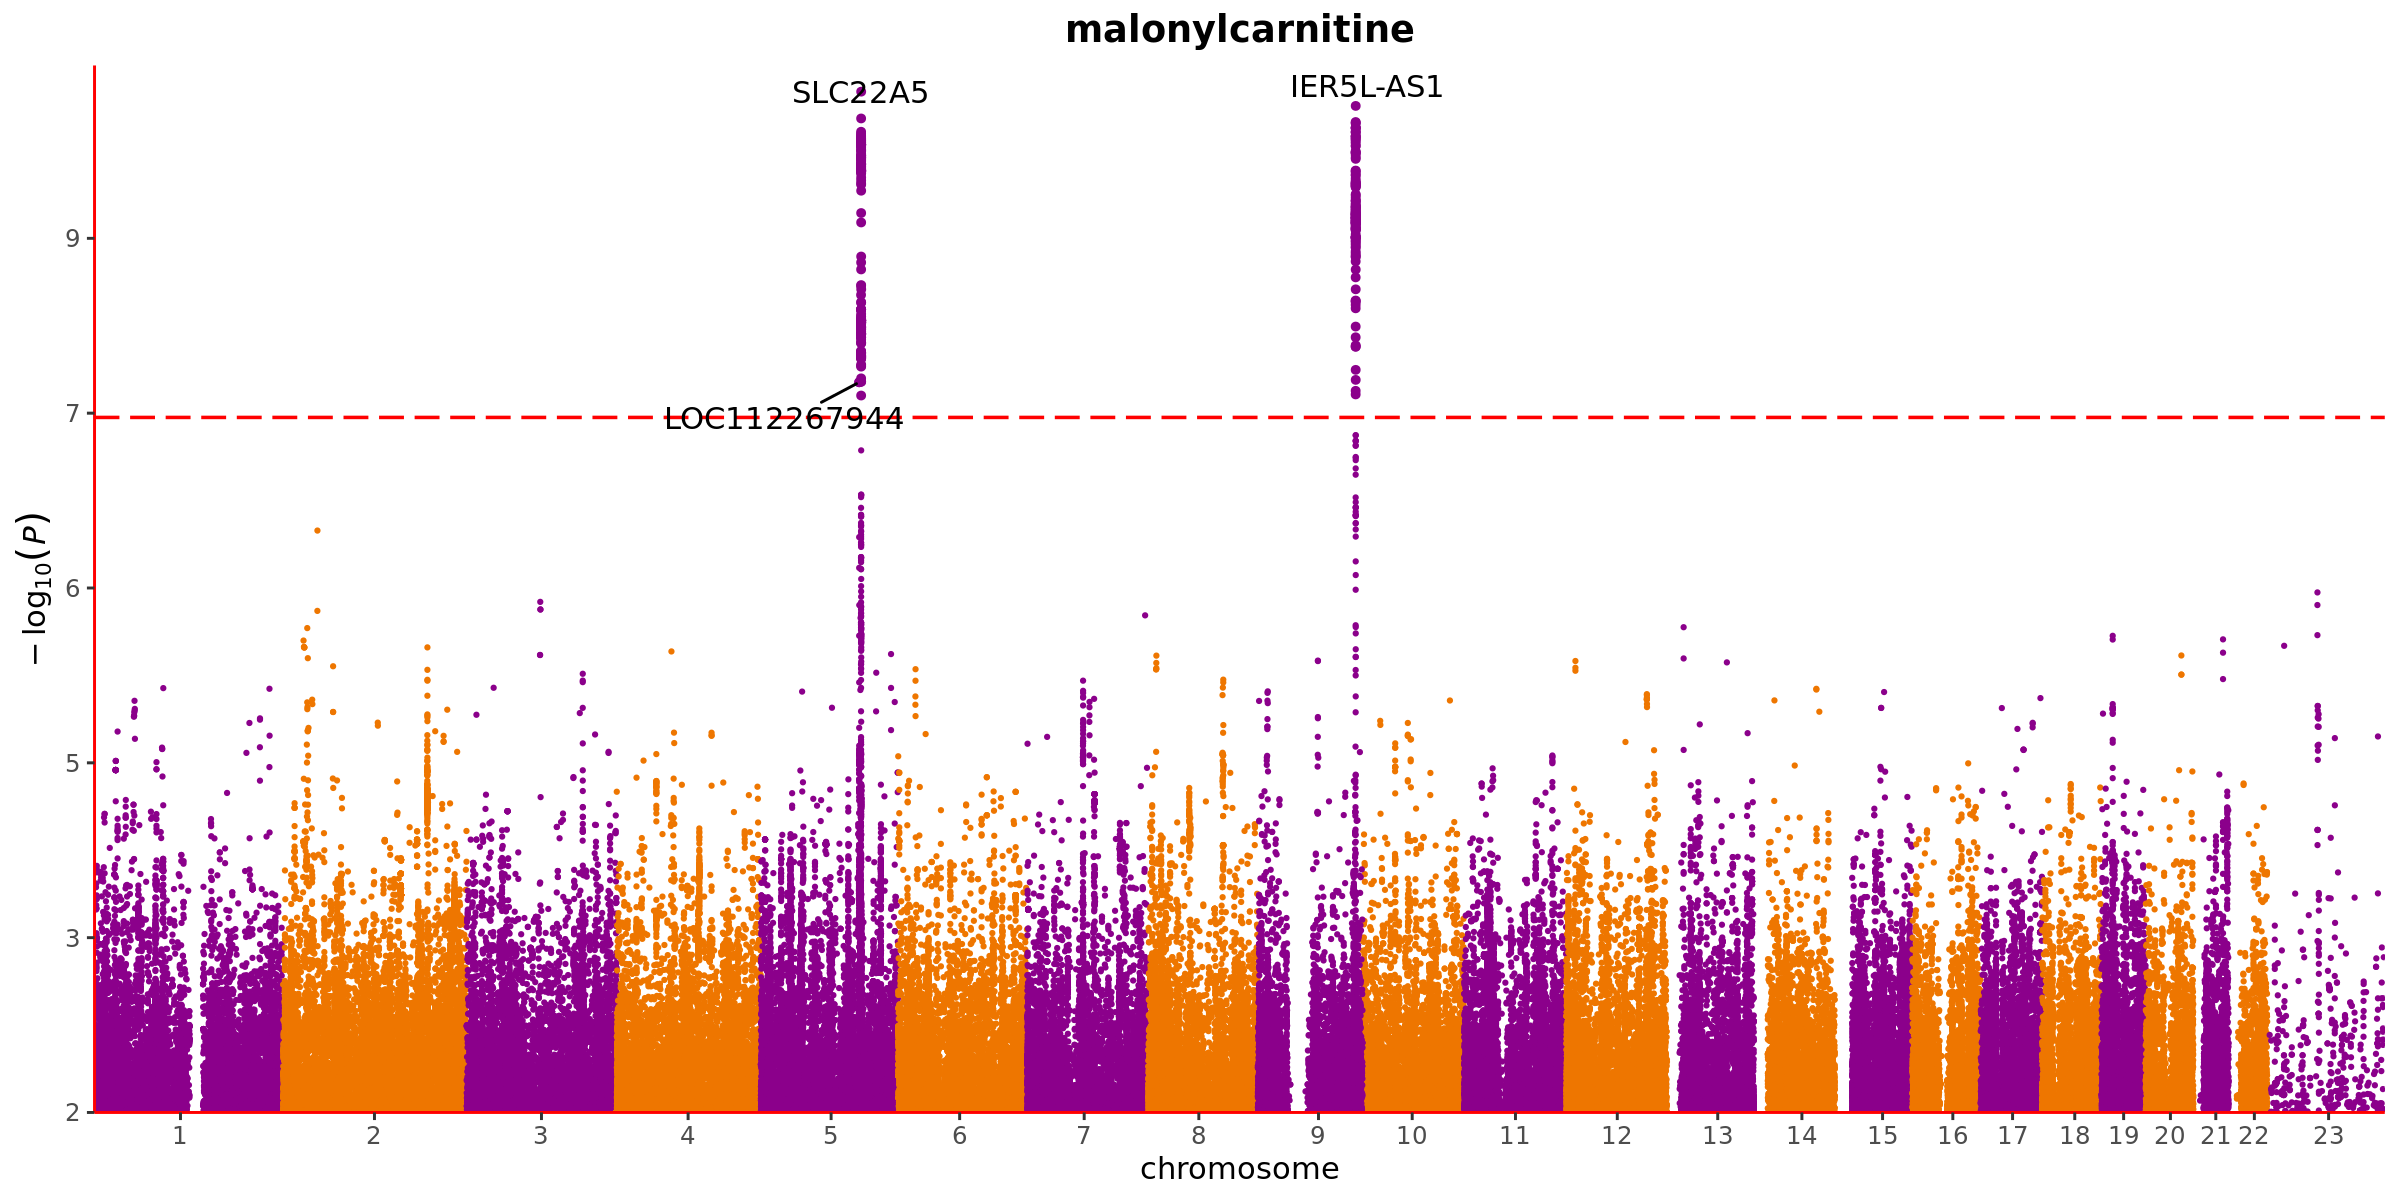 malonylcarnitine
SLC22A5
IER5L-AS1
LOC112267944
− log10(P)
9
7
6
5
3
2
1 2 3 4 5 6 7 8 9 10 11 12 13 14 15 16 17 18 19 20 21 22 23
chromosome